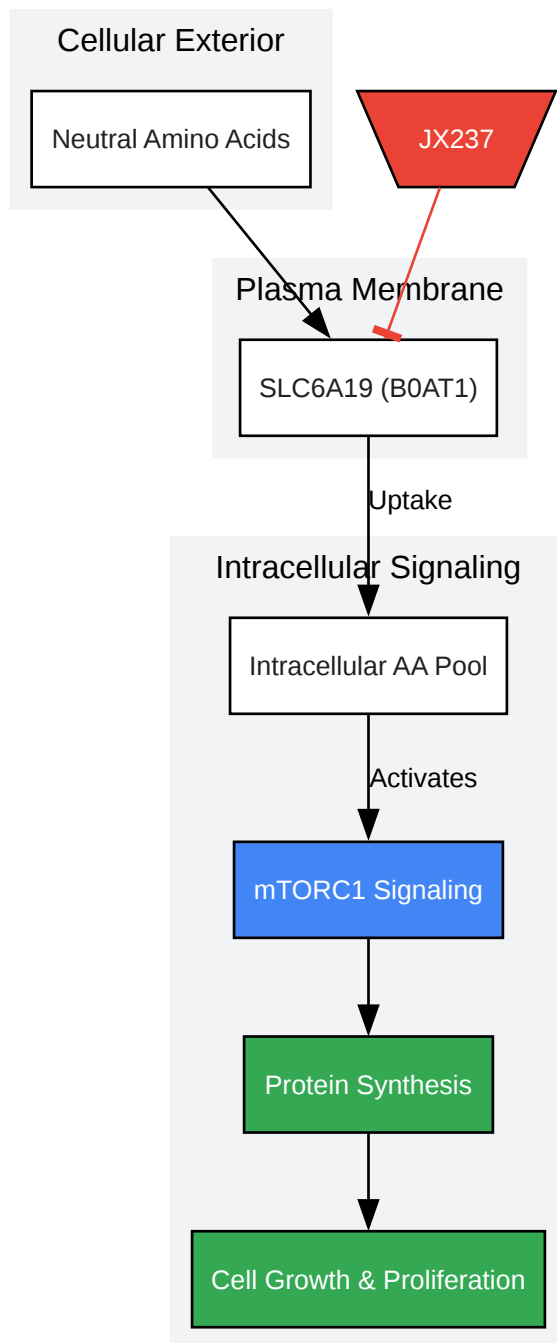 Cellular Exterior
Neutral Amino Acids
JX237
Plasma Membrane
SLC6A19 (B0AT1)
Uptake
Intracellular Signaling
Intracellular AA Pool
Activates
mTORC1 Signaling
Protein Synthesis
Cell Growth & Proliferation